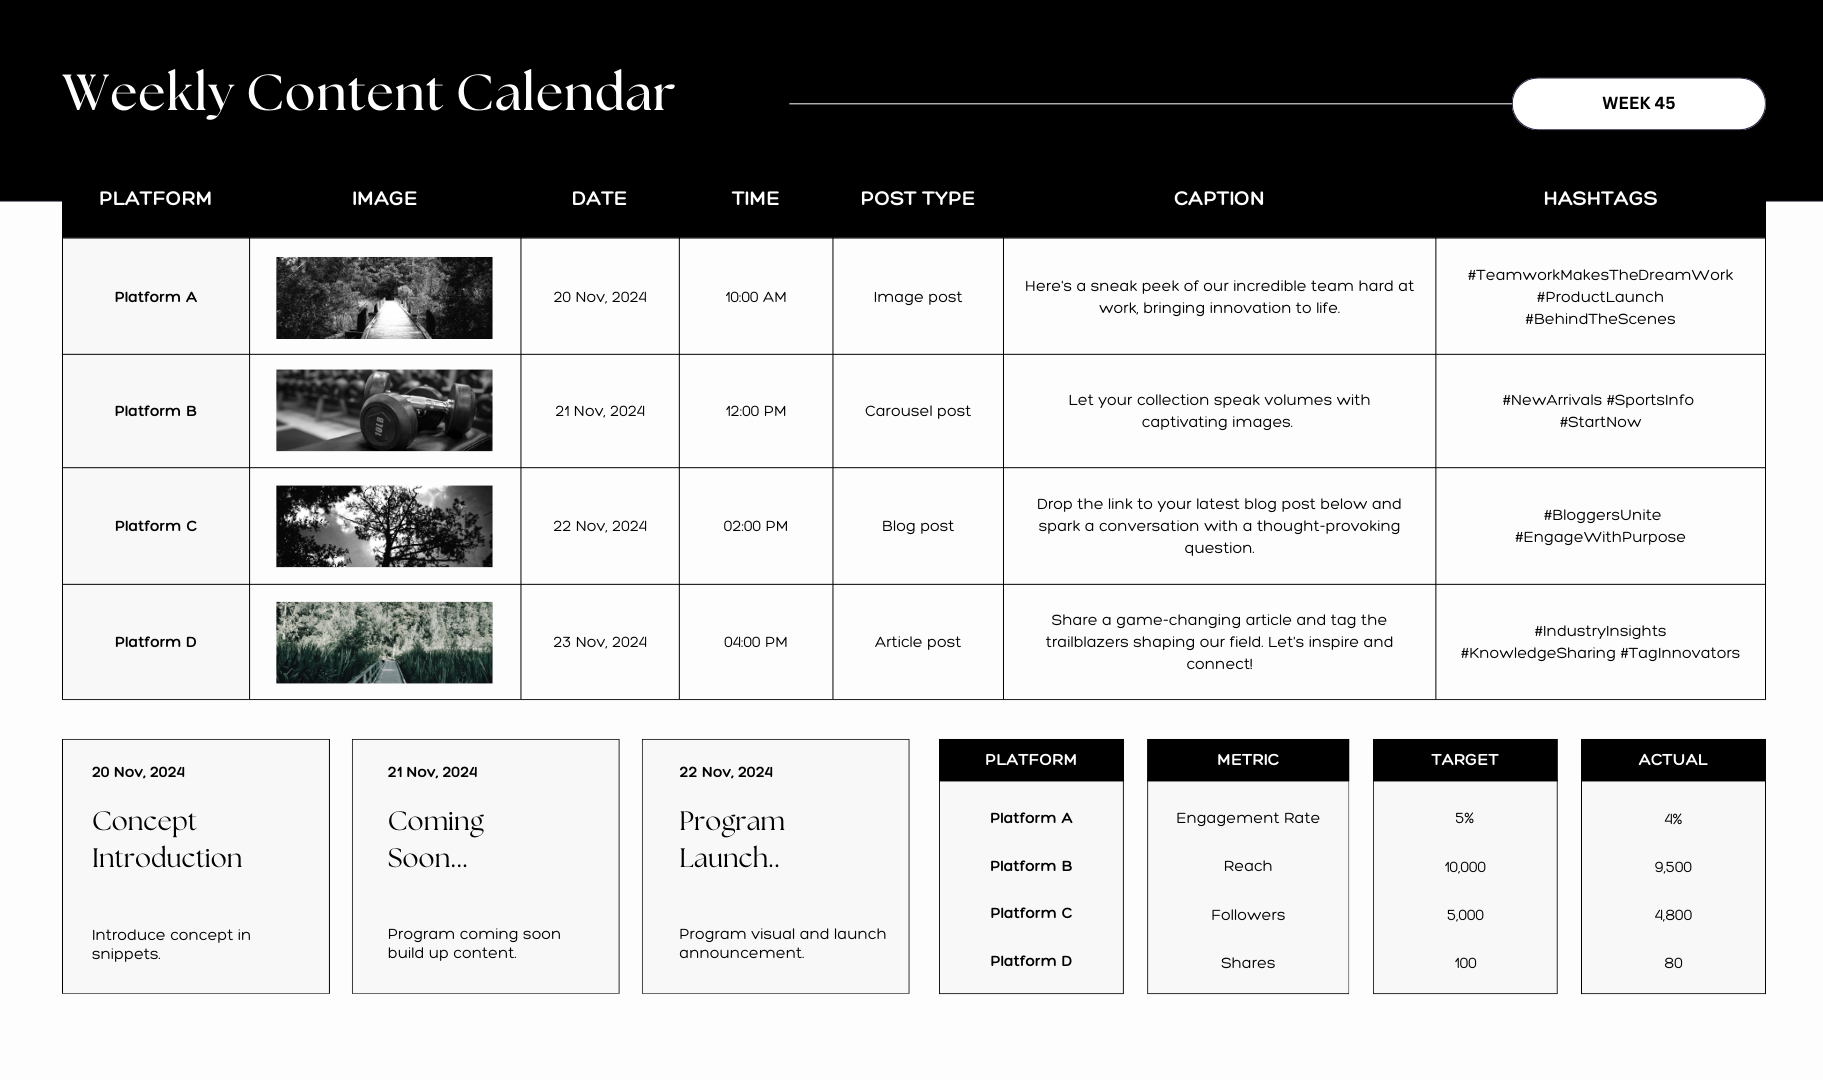 Weekly Content Calendar
WEEK 45
PLATFORM IMAGE DATE TIME POST TYPE CAPTION HASHTAGS
Platform A
20 Nov, 2024
10:00 AM
Image post
Here's a sneak peek of our incredible team hard at
work, bringing innovation to life.
#TeamworkMakesTheDreamWork
#ProductLaunch
#BehindTheScenes
Platform B
10LB
21 Nov, 2024
12:00 PM
Carousel post
Let your collection speak volumes with
captivating images.
#NewArrivals #SportsInfo
#StartNow
Platform C
22 Nov, 2024
02:00 PM
Blog post
Drop the link to your latest blog post below and
spark a conversation with a thought-provoking
question.
#BloggersUnite
#EngageWithPurpose
Platform D
23 Nov, 2024
04:00 PM
Article post
Share a game-changing article and tag the
trailblazers shaping our field. Let's inspire and
connect!
#IndustryInsights
#KnowledgeSharing #TagInnovators
20 Nov, 2024
Concept
Introduction
Introduce concept in
snippets.
21 Nov, 2024
Coming
Soon...
Program coming soon
build up content.
22 Nov, 2024
Program
Launch..
Program visual and launch
announcement.
PLATFORM METRIC TARGET ACTUAL
Platform A Engagement Rate 5% 4%
Platform B Reach 10,000 9,500
Platform C Followers 5,000 4,800
Platform D Shares 100 80